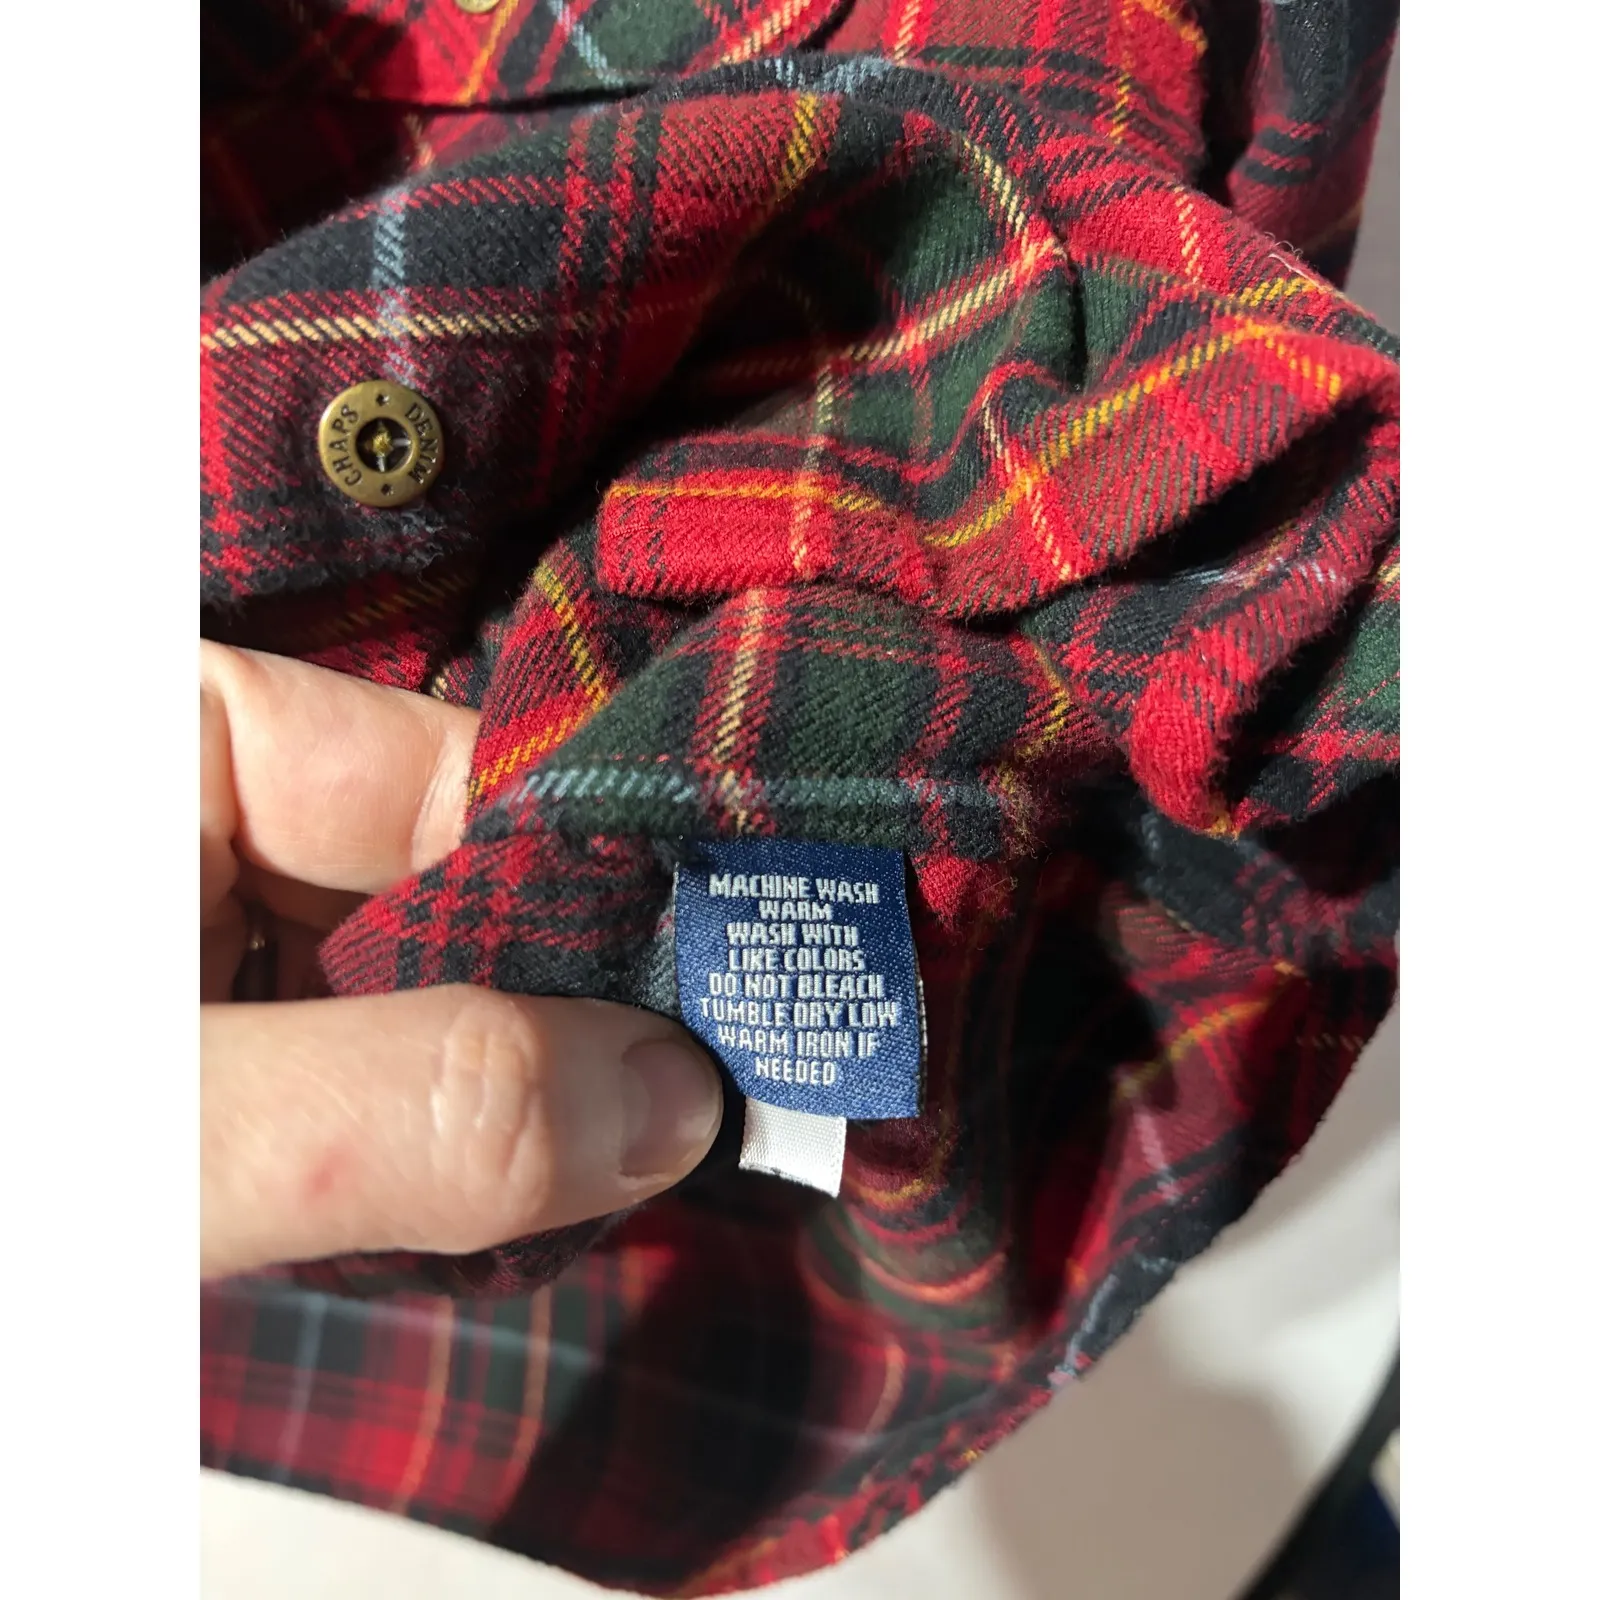 CHAPS DENIM
MACHINE WASH
WARM
WASH WITH
LIKE COLORS
DO NOT BLEACH
TUMBLE DRY LOW
WARM IRON IF
NEEDED